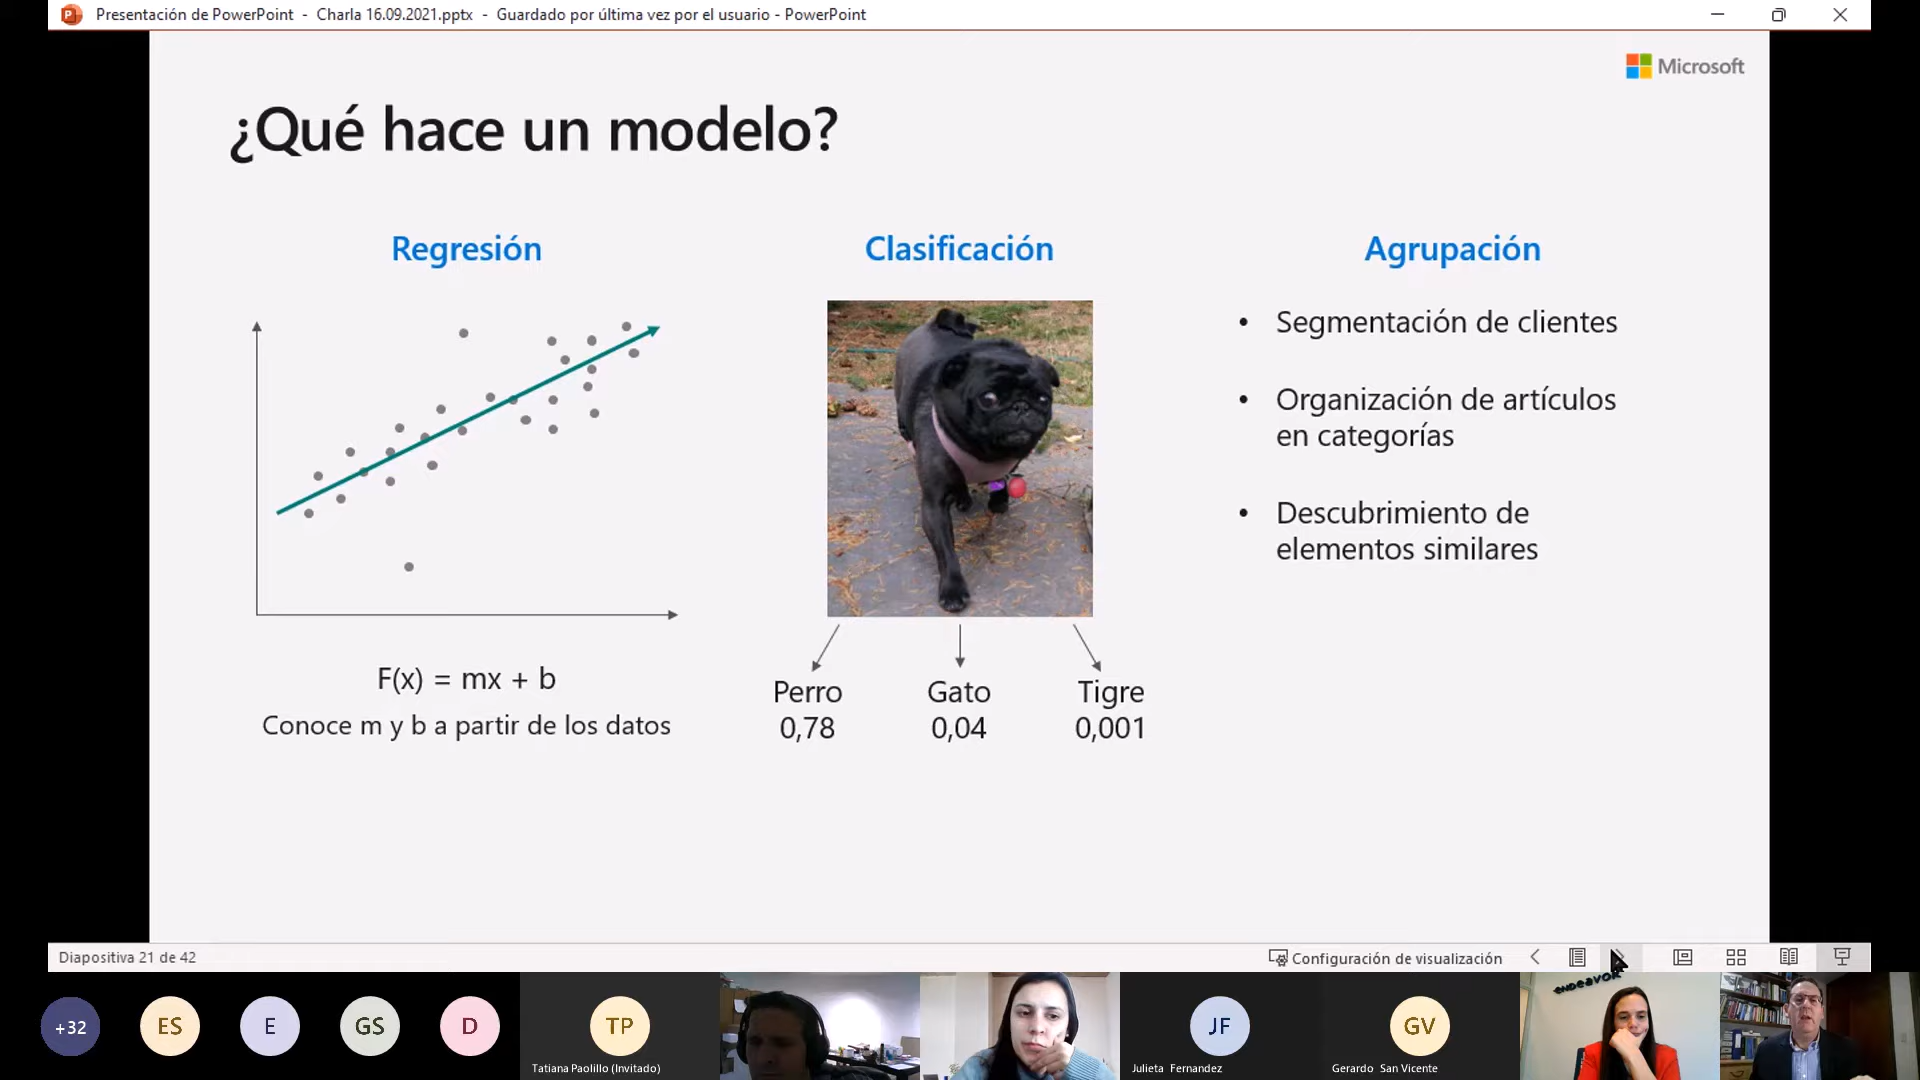 Presentación de PowerPoint - Charla 16.09.2021.pptx - Guardado por última vez por el usuario - PowerPoint
Microsoft
¿Qué hace un modelo?
Regresión
F(x) = mx + b
Conoce m y b a partir de los datos
Clasificación
Perro
0,78
Gato
0,04
Tigre
0,001
Agrupación
• Segmentación de clientes
• Organización de artículos
en categorías
• Descubrimiento de
elementos similares
Diapositiva 21 de 42
Configuración de visualización
+32
ES
E
GS
D
TP
Tatiana Paolillo (Invitado)
JF
Julieta Fernandez
GV
Gerardo San Vicente
endeavor